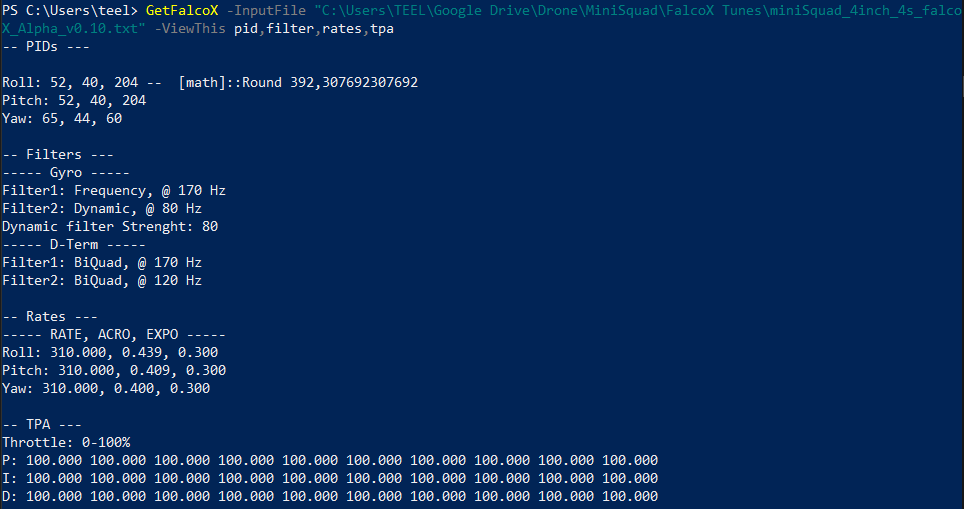 PS C:\Users\teel> GetFalcoX -InputFile "C:\Users\TEEL\Google Drive\Drone\MiniSquad\FalcoX Tunes\miniSquad_4inch_4s_falco
X_Alpha_v0.10.txt" -ViewThis pid,filter,rates,tpa
-- PIDs ---
Roll: 52, 40, 204 --  [math]::Round 392,307692307692
Pitch: 52, 40, 204
Yaw: 65, 44, 60
-- Filters ---
----- Gyro -----
Filter1: Frequency, @ 170 Hz
Filter2: Dynamic, @ 80 Hz
Dynamic filter Strenght: 80
----- D-Term -----
Filter1: BiQuad, @ 170 Hz
Filter2: BiQuad, @ 120 Hz
-- Rates ---
----- RATE, ACRO, EXPO -----
Roll: 310.000, 0.439, 0.300
Pitch: 310.000, 0.409, 0.300
Yaw: 310.000, 0.400, 0.300
-- TPA ---
Throttle: 0-100%
P: 100.000 100.000 100.000 100.000 100.000 100.000 100.000 100.000 100.000 100.000
I: 100.000 100.000 100.000 100.000 100.000 100.000 100.000 100.000 100.000 100.000
D: 100.000 100.000 100.000 100.000 100.000 100.000 100.000 100.000 100.000 100.000